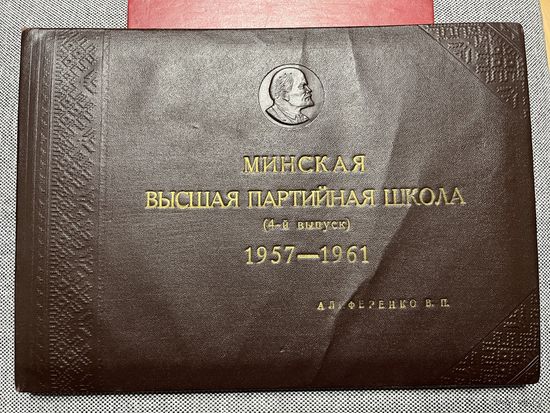 МИНСКАЯ
ВЫСШАЯ ПАРТИЙНАЯ ШКОЛА
(4-й выпуск)
1957—1961
В. П.